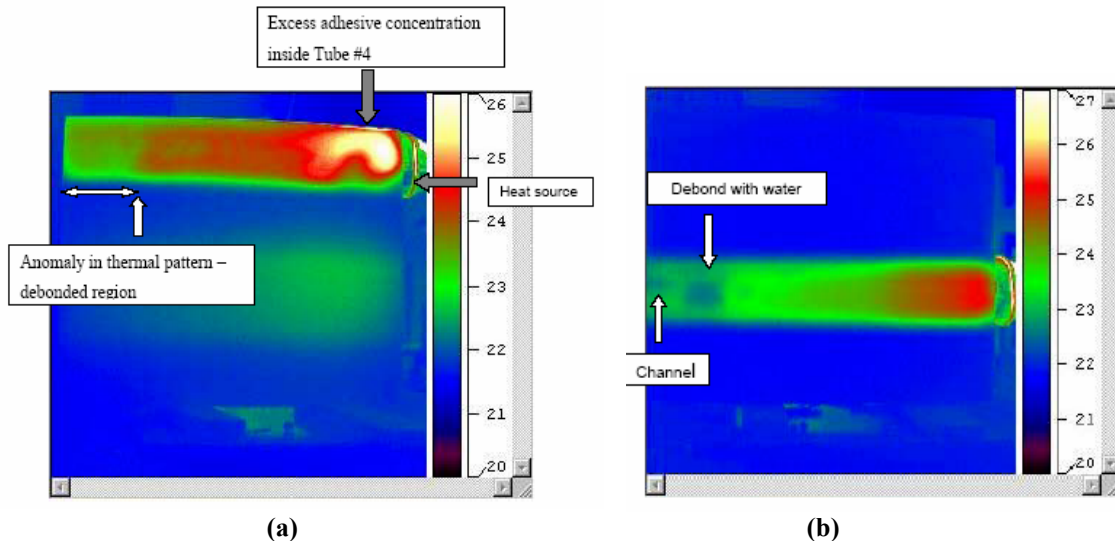 Excess adhesive concentration
inside Tube #4
26
25
24
23
22
21
20
Heat source
Anomaly in thermal pattern –
debonded region
(a)
27
26
25
24
23
22
21
20
Debond with water
Channel
(b)